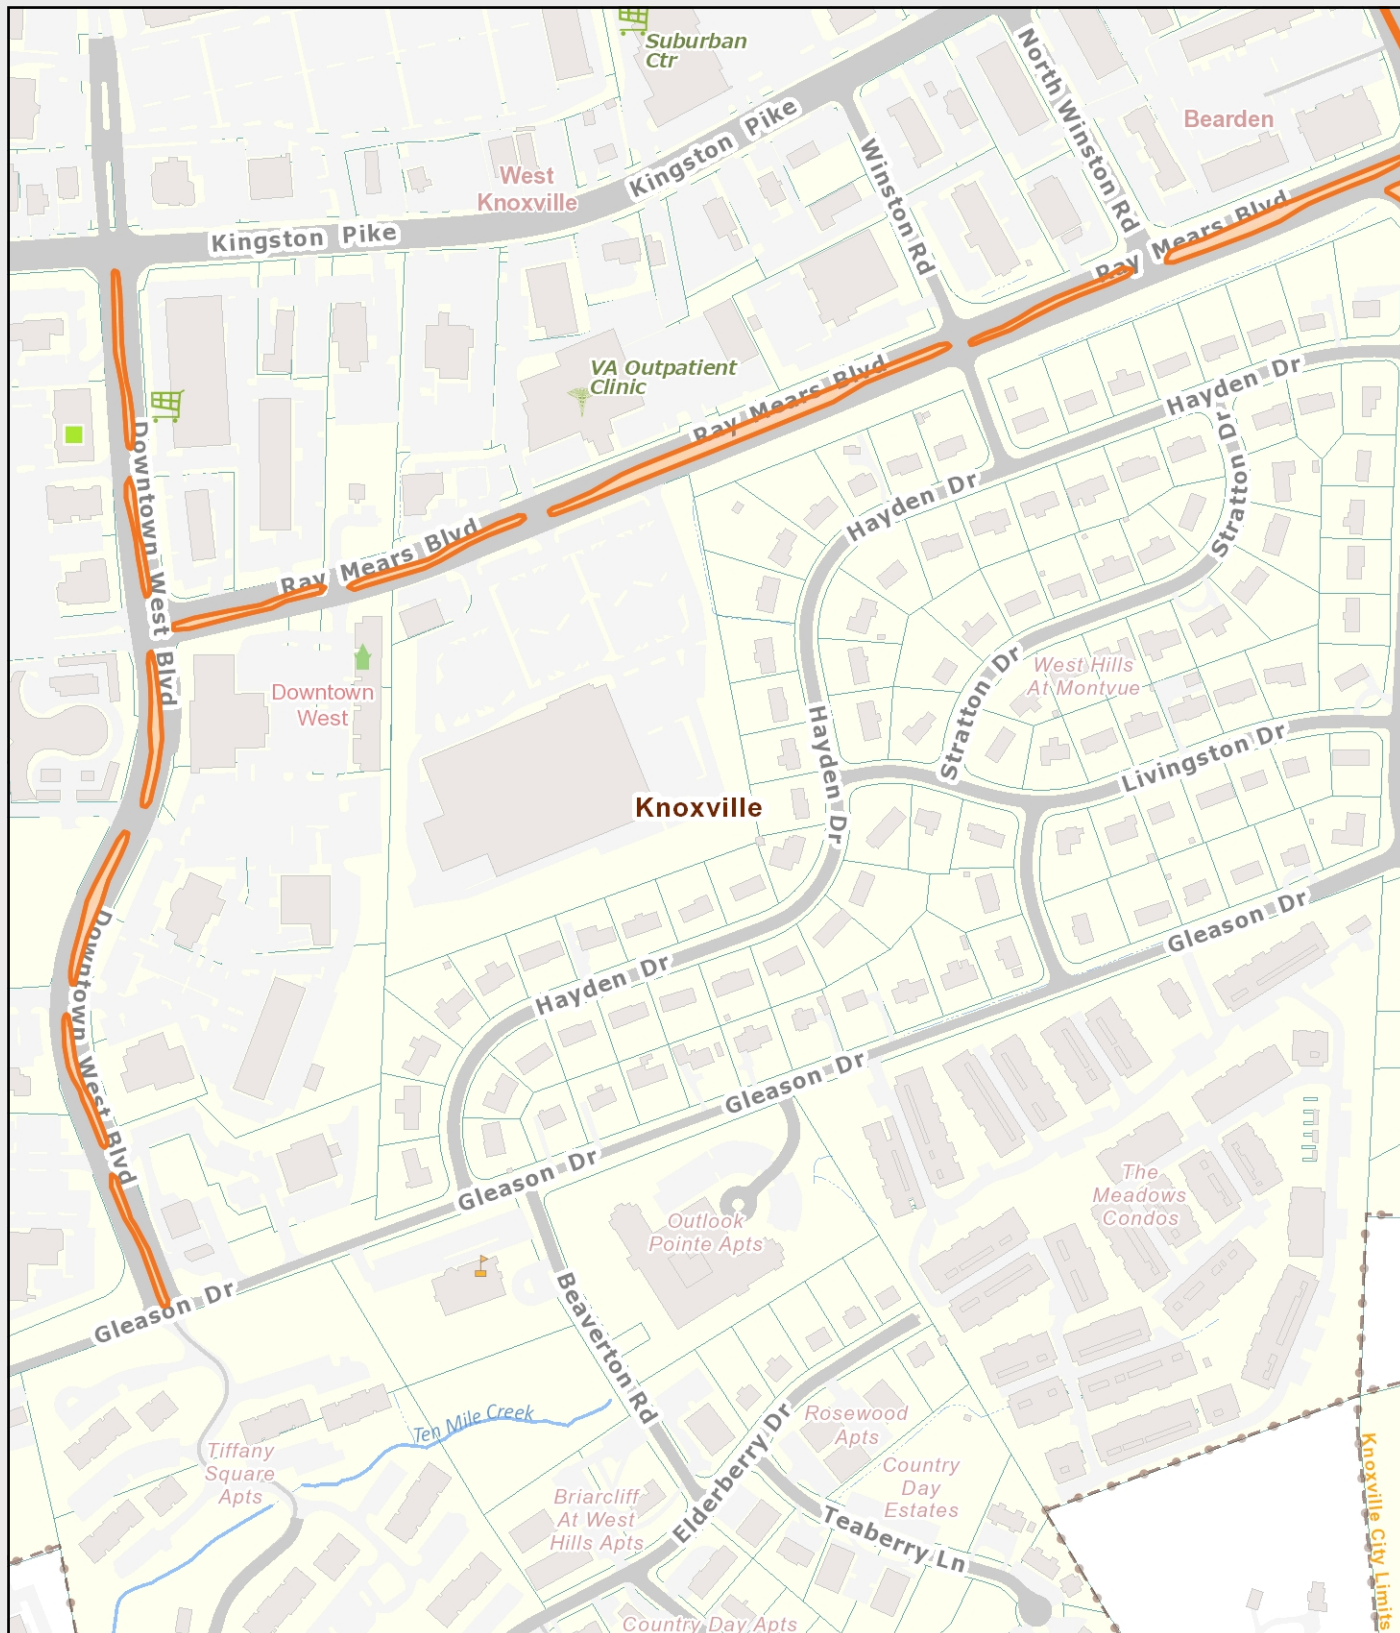 Suburban
Ctr
North Winston Rd
Bearden
Kingston Pike
Winston Rd
West
Knoxville
Kingston Pike
Ray Mears Blvd
VA Outpatient
Clinic
Ray Mears Blvd
Hayden Dr
Stratton Dr
Downtown West Blvd
Hayden Dr
Ray Mears Blvd
Stratton Dr
West Hills
At Montvue
Downtown
West
Hayden Dr
Livingston Dr
Knoxville
Downtown West Blvd
Gleason Dr
Hayden Dr
Gleason Dr
Gleason Dr
The
Meadows
Condos
Outlook
Pointe Apts
Gleason Dr
Beaverton Rd
Ten Mile Creek
Elderberry Dr
Rosewood
Apts
Tiffany
Square
Apts
Country
Day
Estates
Briarcliff
At West
Hills Apts
Teaberry Ln
Knoxville City Limits
Country Day Apts